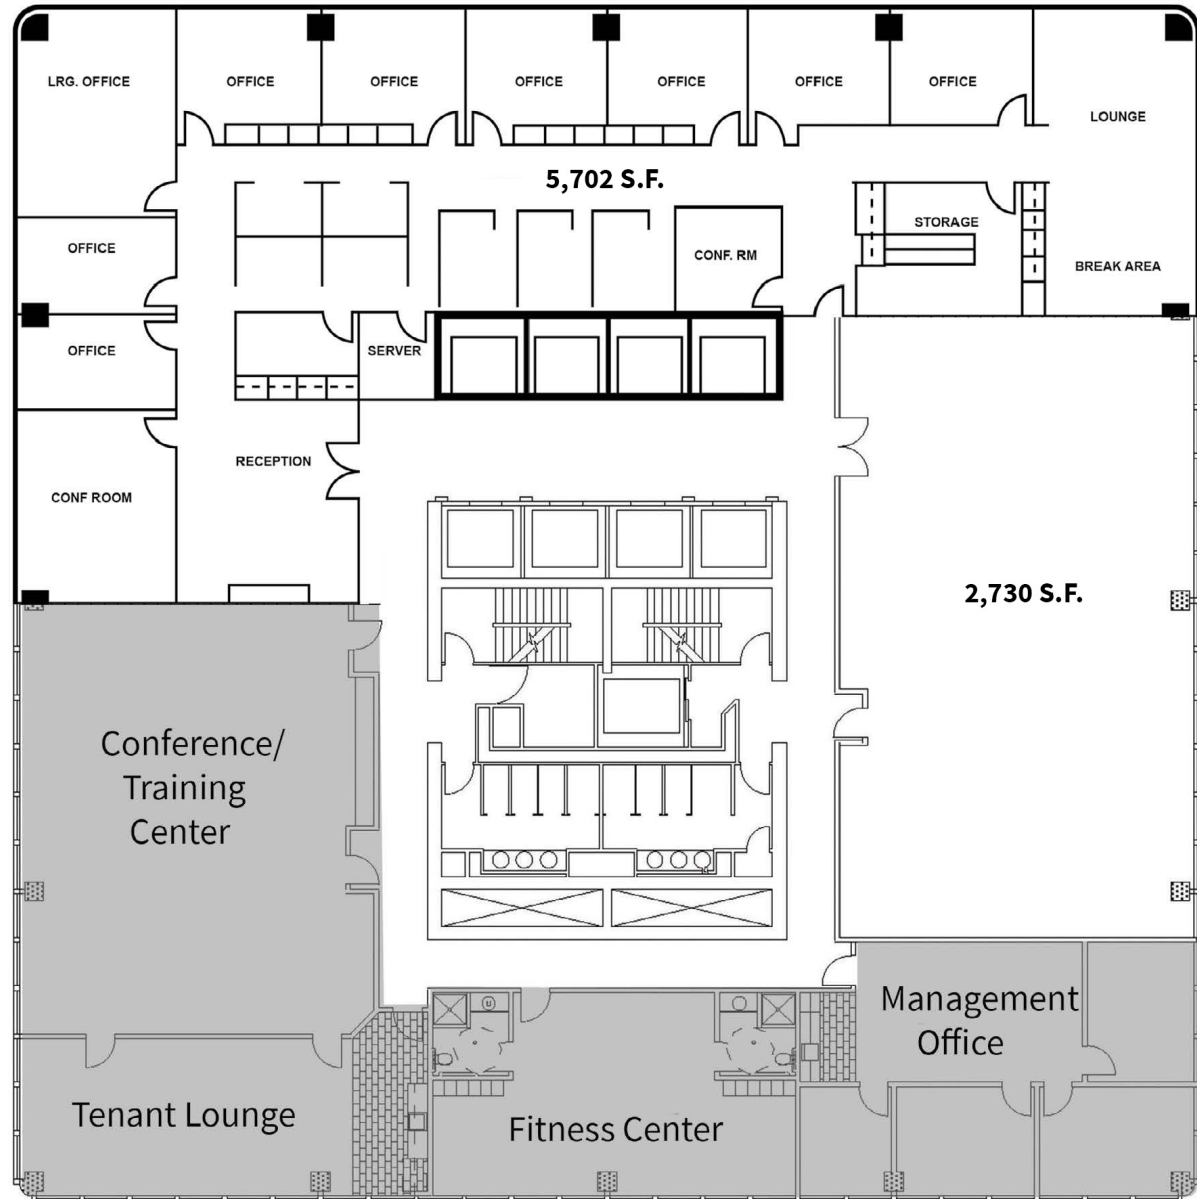 LRG. OFFICE
OFFICE
OFFICE
OFFICE
OFFICE
OFFICE
OFFICE
LOUNGE
5,702 S.F.
STORAGE
OFFICE
CONF. RM
BREAK AREA
OFFICE
SERVER
RECEPTION
CONF ROOM
2,730 S.F.
Conference/
Training
Center
Management
Office
Tenant Lounge
Fitness Center